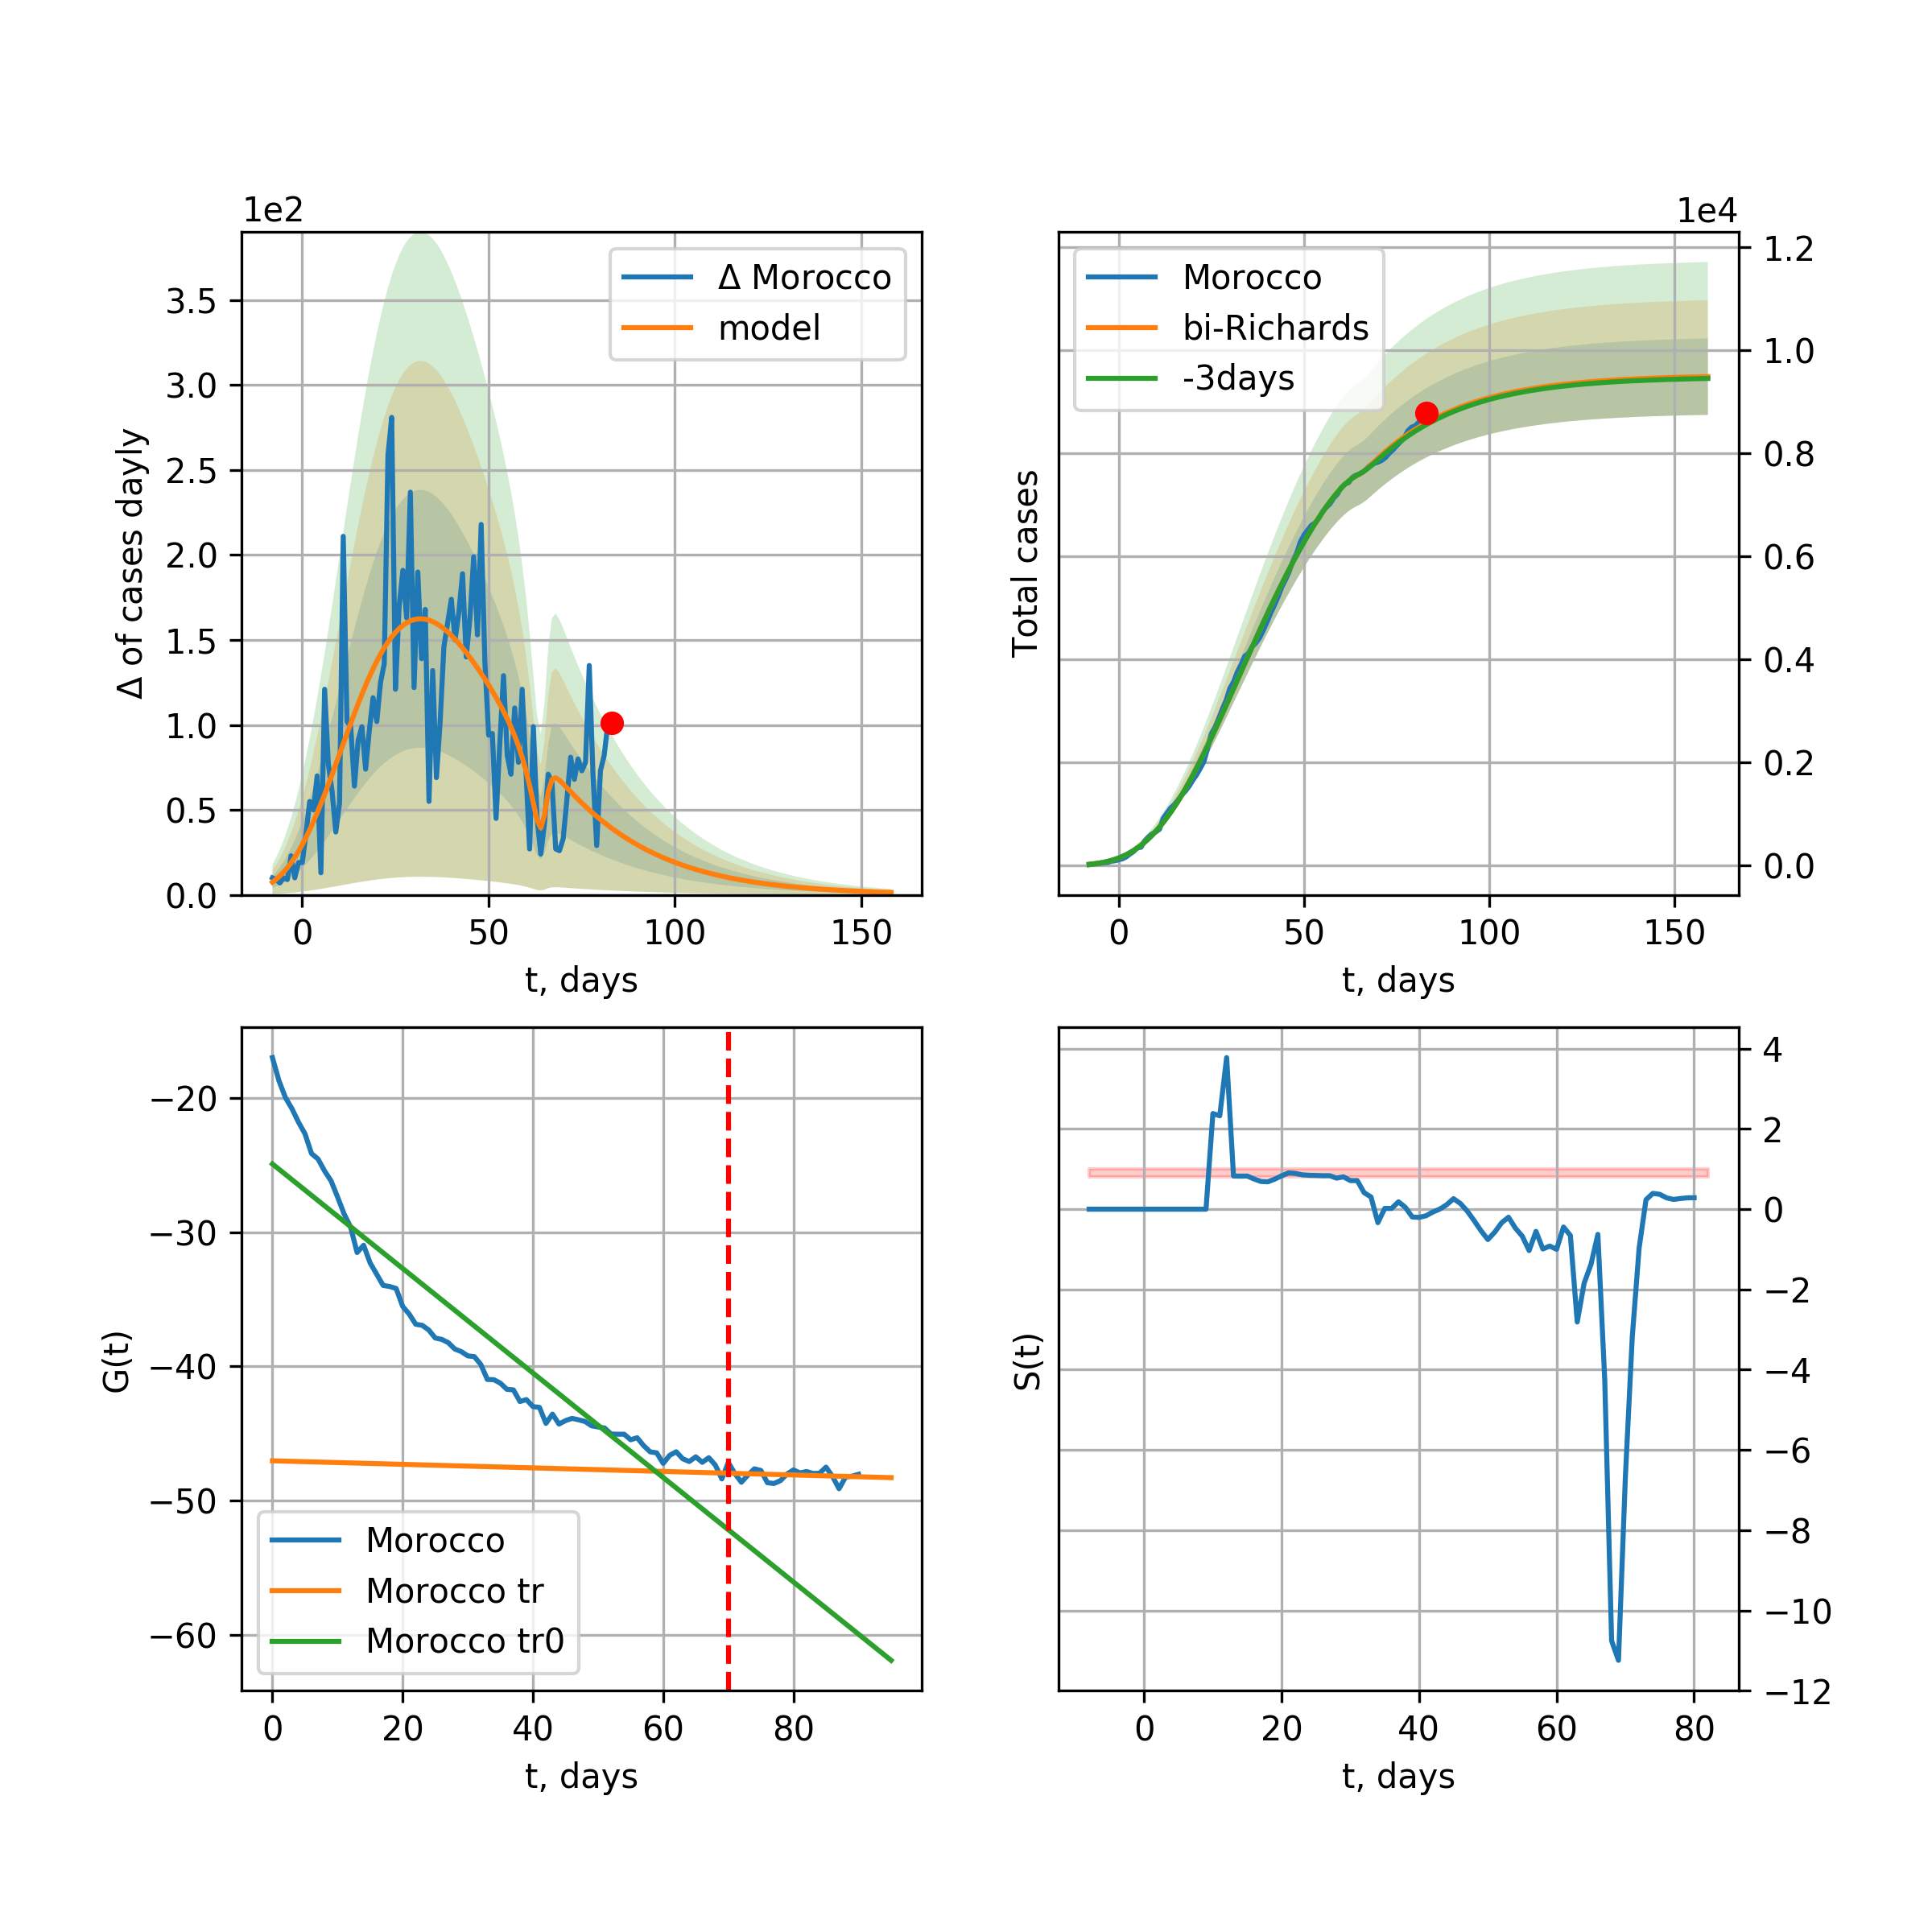 1e2
Δ Morocco
model
3.5
3.0
2.5
2.0
1.5
1.0
0.5
0.0
Δ of cases dayly
0 50 100 150
t, days
1e4
Morocco
bi-Richards
-3days
1.2
1.0
0.8
0.6
0.4
0.2
0.0
Total cases
0 50 100 150
t, days
−20
−30
−40
−50
−60
G(t)
Morocco
Morocco tr
Morocco tr0
0 20 40 60 80
t, days
4
2
0
−2
−4
−6
−8
−10
−12
S(t)
0 20 40 60 80
t, days